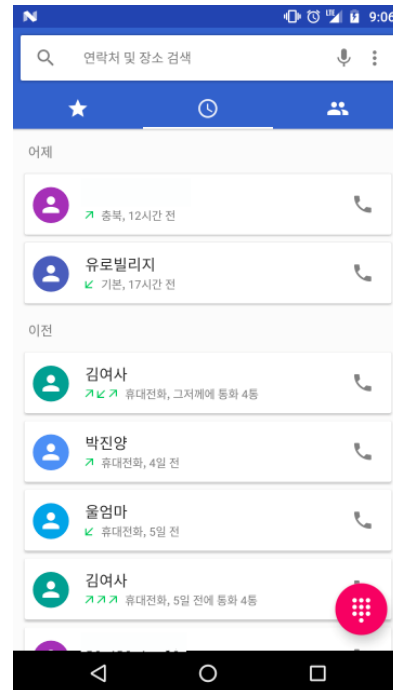 N LTE 9:06
연락처 및 장소 검색
어제
충북, 12시간 전
유로빌리지
기본, 17시간 전
이전
김여사
휴대전화, 그저께에 통화 4통
박진양
휴대전화, 4일 전
울엄마
휴대전화, 5일 전
김여사
휴대전화, 5일 전에 통화 4통